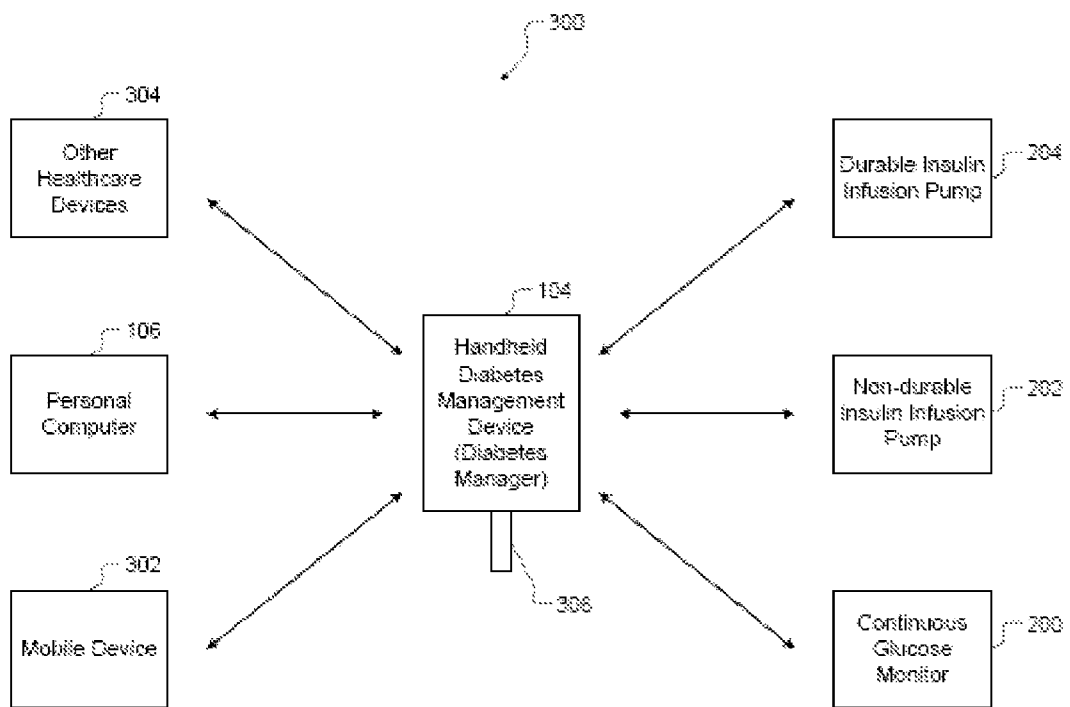 300
304
Other
Healthcare
Devices
204
Durable Insulin
Infusion Pump
104
Handheld
Diabetes
Management
Device
(Diabetes
Manager)
106
Personal
Computer
202
Non-durable
Insulin Infusion
Pump
302
Mobile Device
306
200
Continuous
Glucose
Monitor